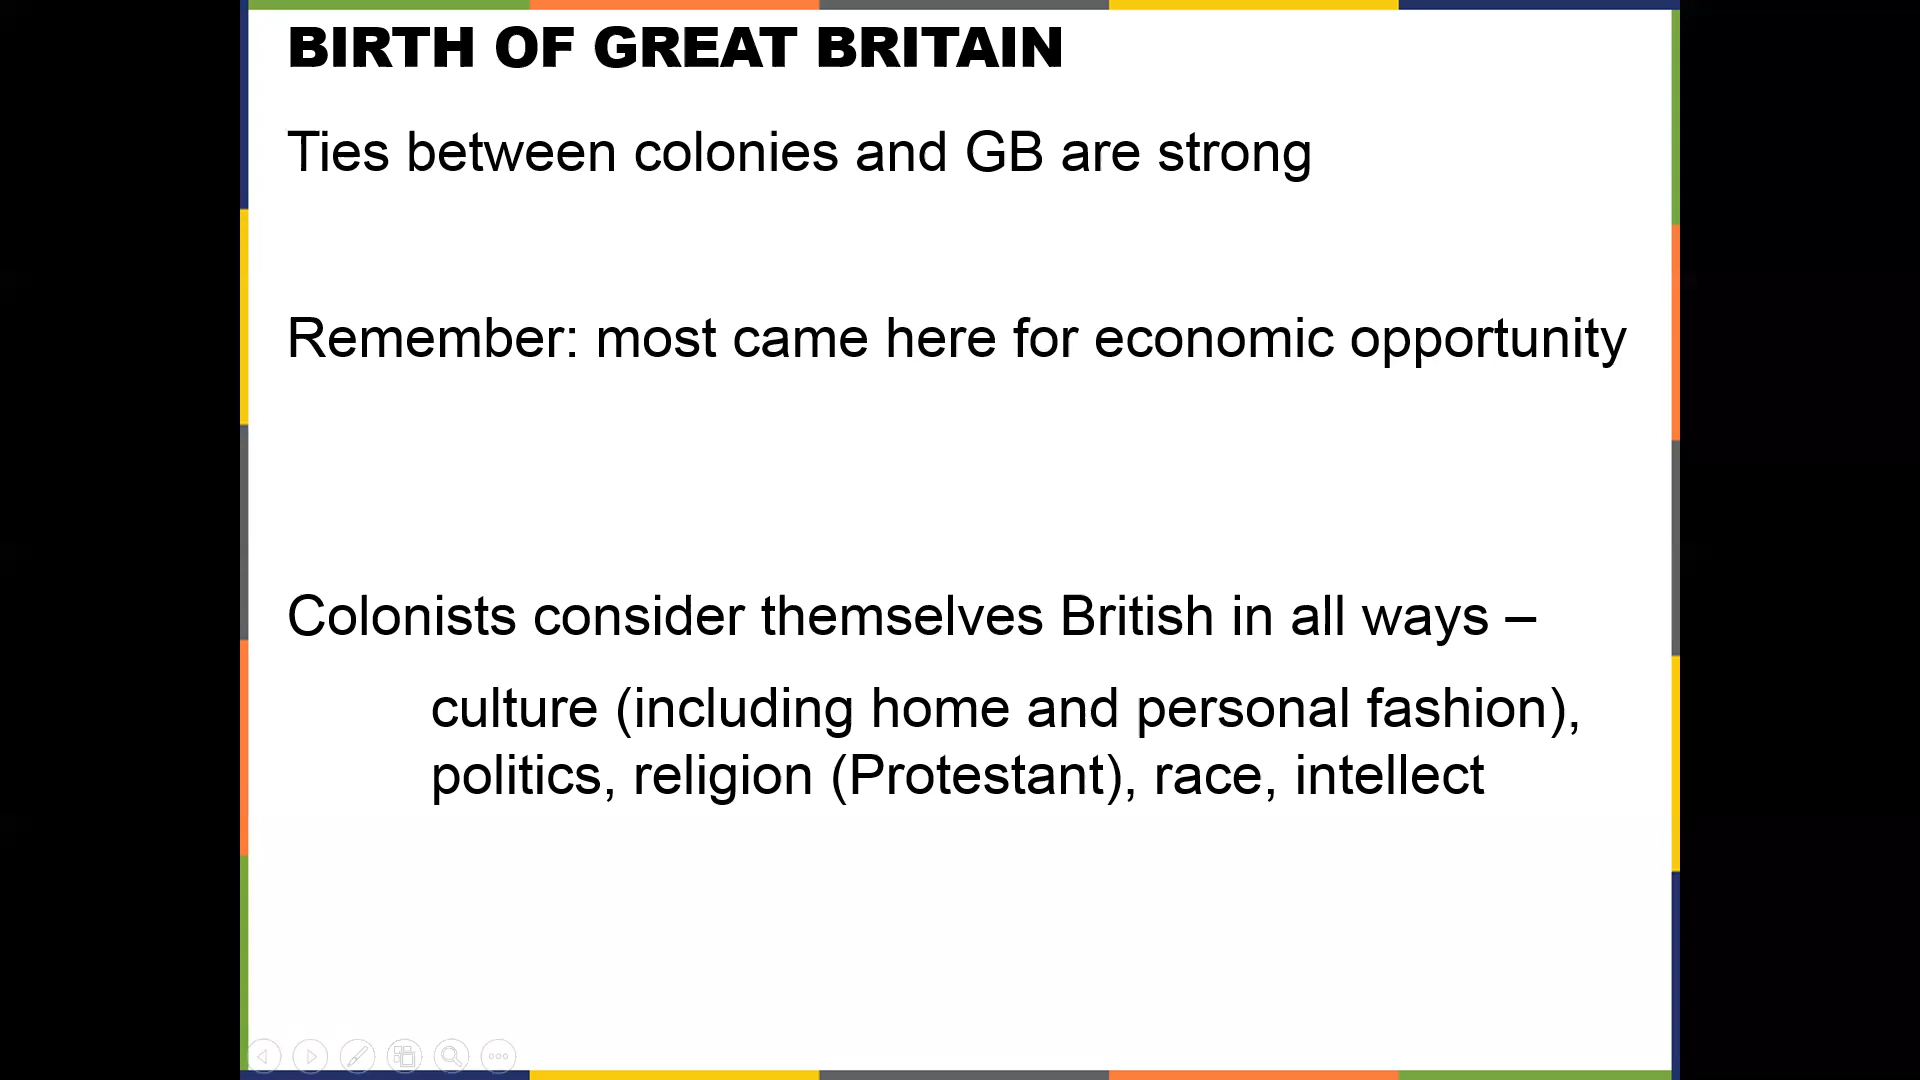 BIRTH OF GREAT BRITAIN
Ties between colonies and GB are strong
Remember: most came here for economic opportunity
Colonists consider themselves British in all ways –
culture (including home and personal fashion),
politics, religion (Protestant), race, intellect